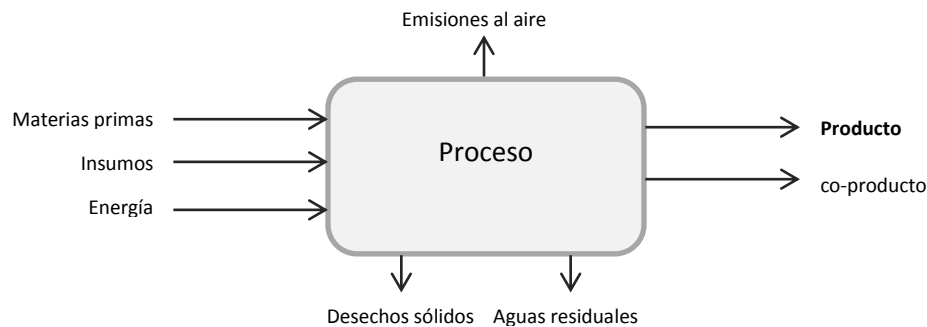 Emisiones al aire
Materias primas
Insumos
Energía
Proceso
Producto
co-producto
Desechos sólidos
Aguas residuales